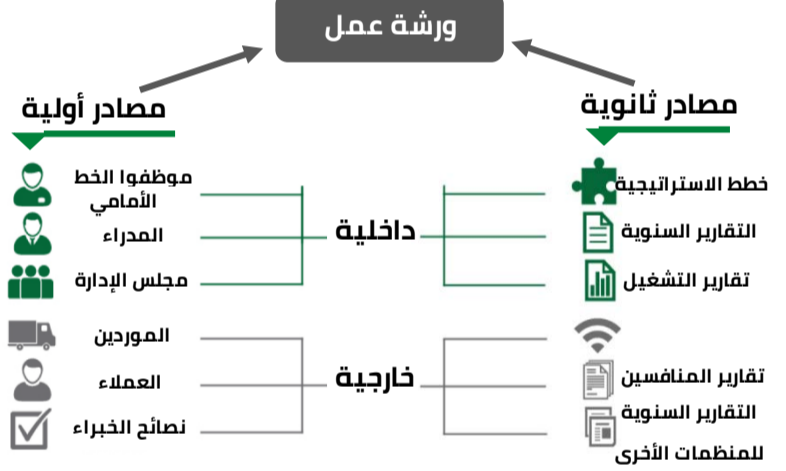 ورشة عمل
مصادر ثانوية
مصادر أولية
خطط الاستراتيجية
التقارير السنوية
تقارير التشغيل
داخلية
موظفوا الخط
الأمامي
المدراء
مجلس الإدارة
تقارير المنافسين
التقارير السنوية
للمنظمات الأخرى
خارجية
الموردين
العملاء
نصائح الخبراء